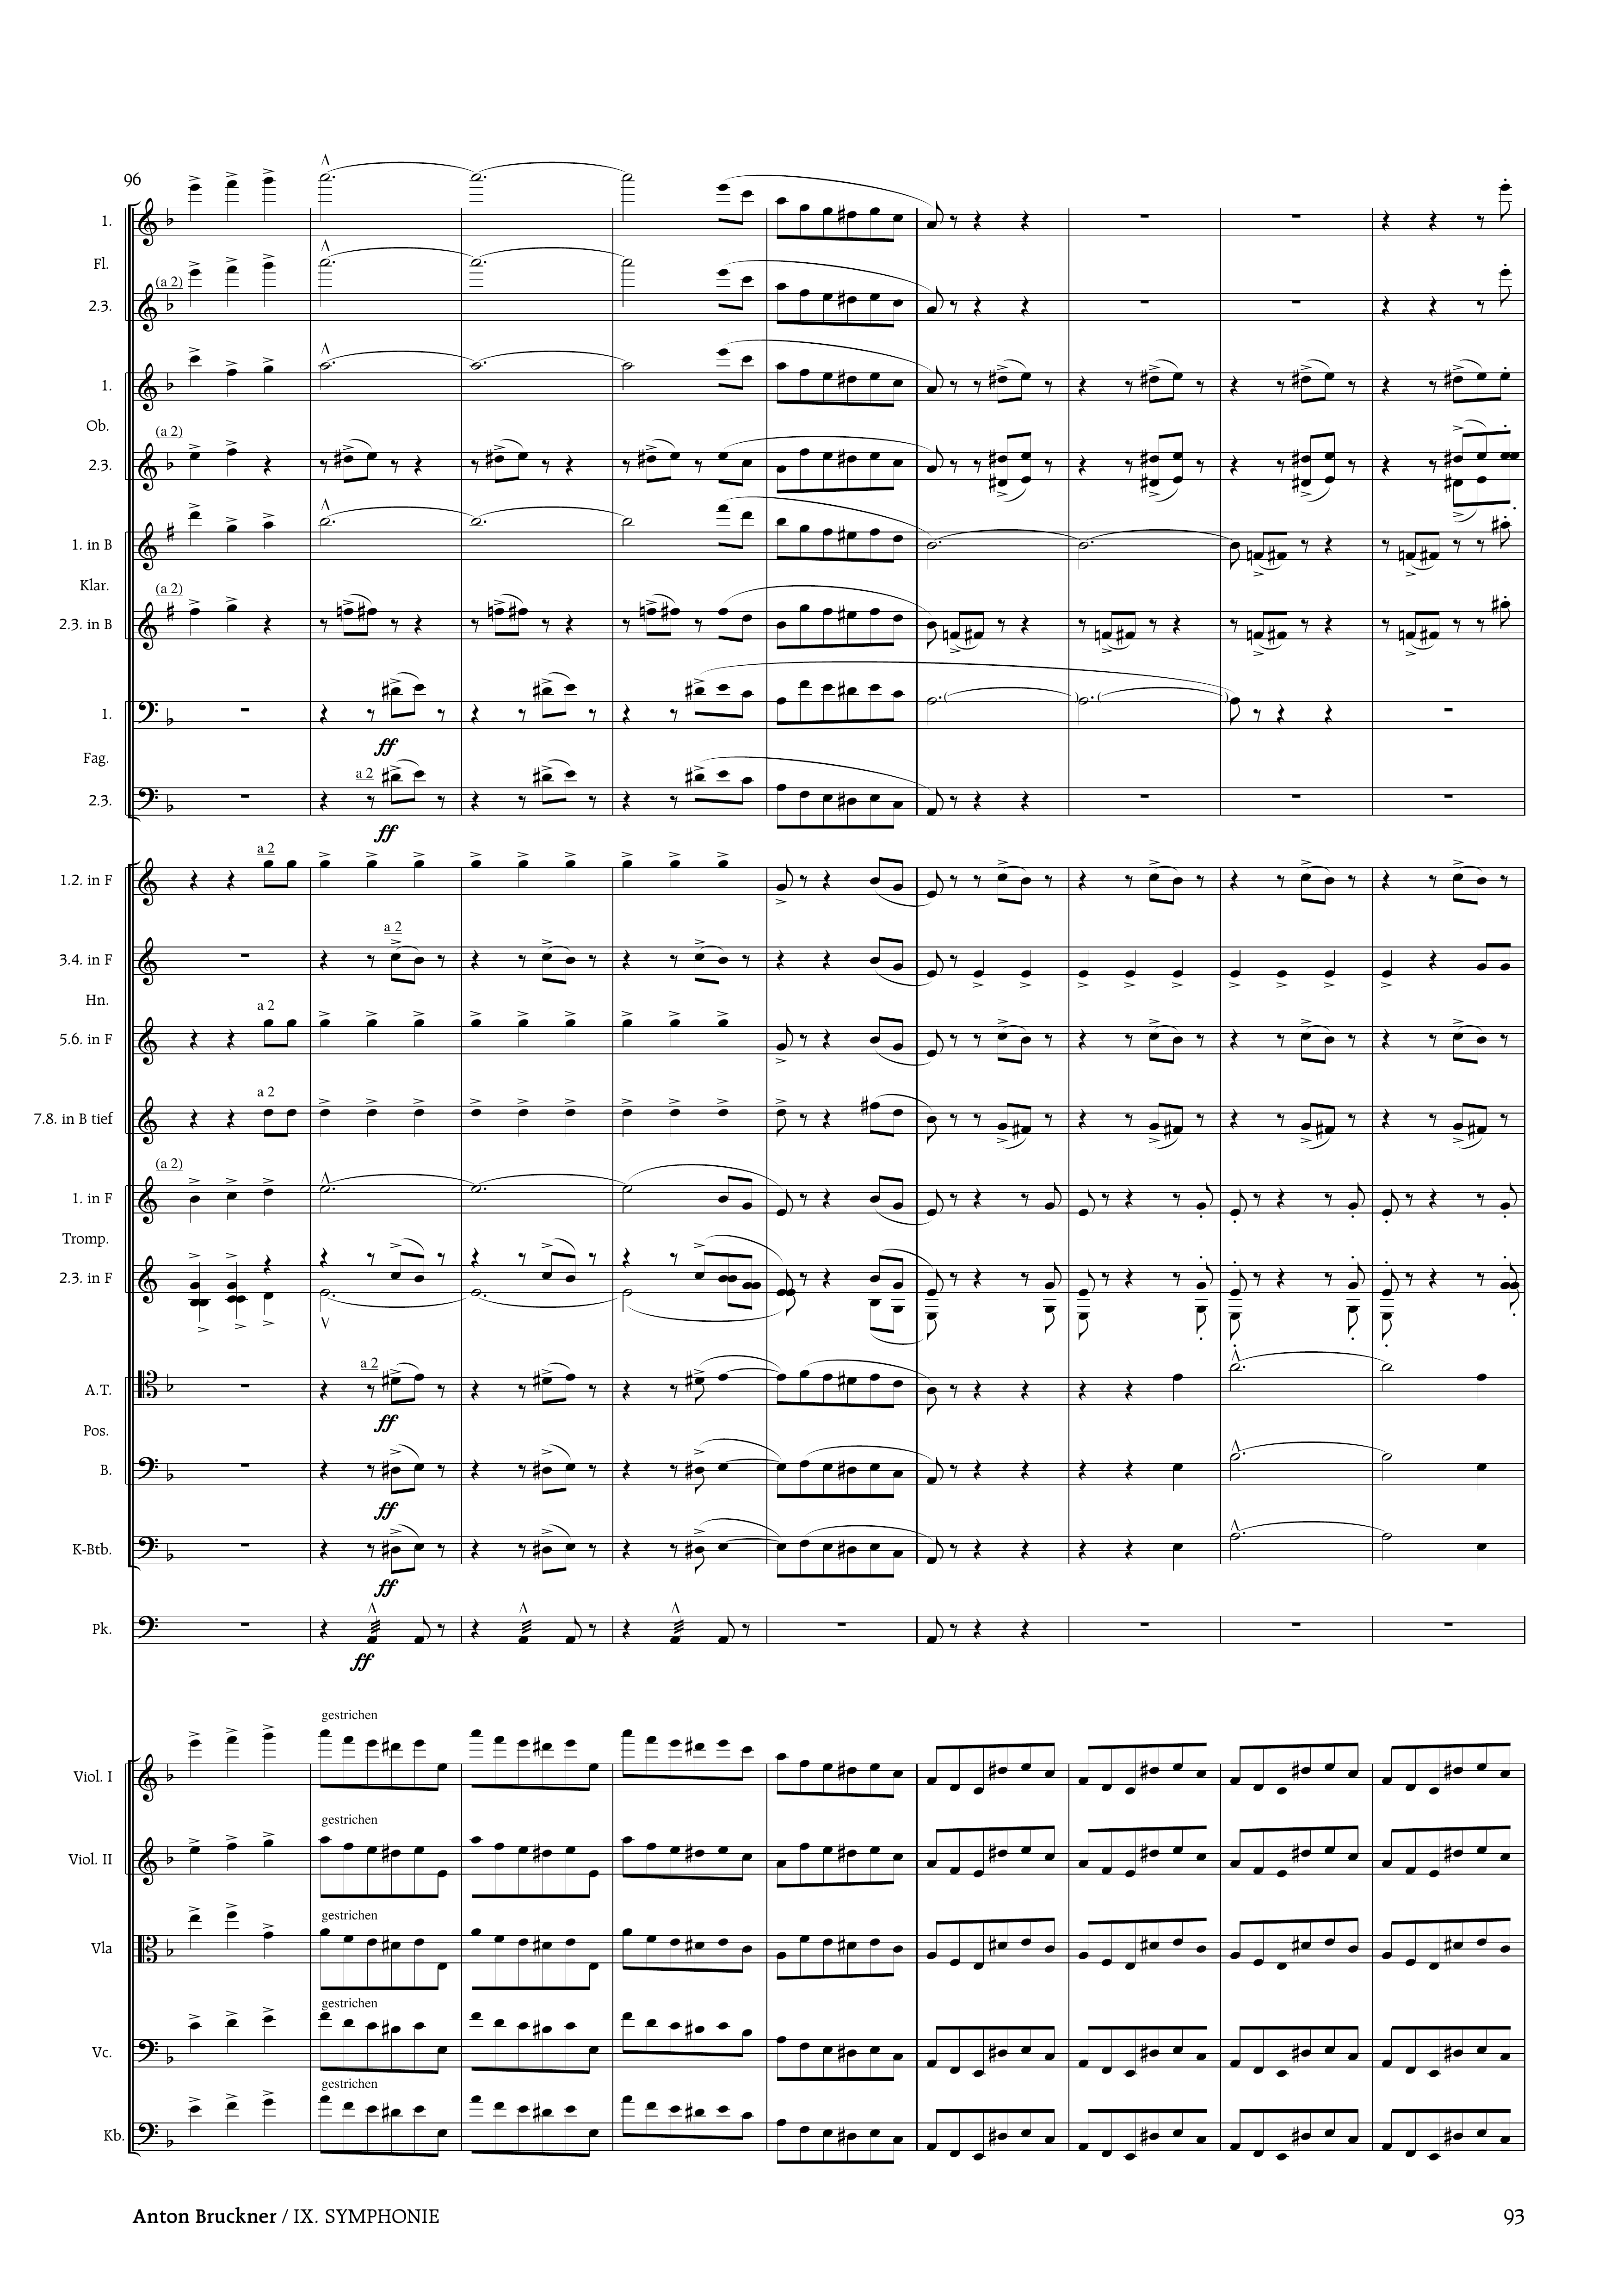 96
1.
Fl.
(a 2)
2.3.
1.
Ob.
(a 2)
2.3.
1. in B
Klar.
(a 2)
2.3. in B
1.
ff
Fag.
a 2
2.3.
ff
a 2
1.2. in F
a 2
3.4. in F
Hn.
a 2
5.6. in F
a 2
7.8. in B tief
(a 2)
1. in F
Tromp.
2.3. in F
a 2
A.T.
ff
Pos.
B.
ff
K-Btb.
ff
Pk.
ff
gestrichen
Viol. I
gestrichen
Viol. II
gestrichen
Vla
gestrichen
Vc.
gestrichen
Kb.
Anton Bruckner / IX. SYMPHONIE 93